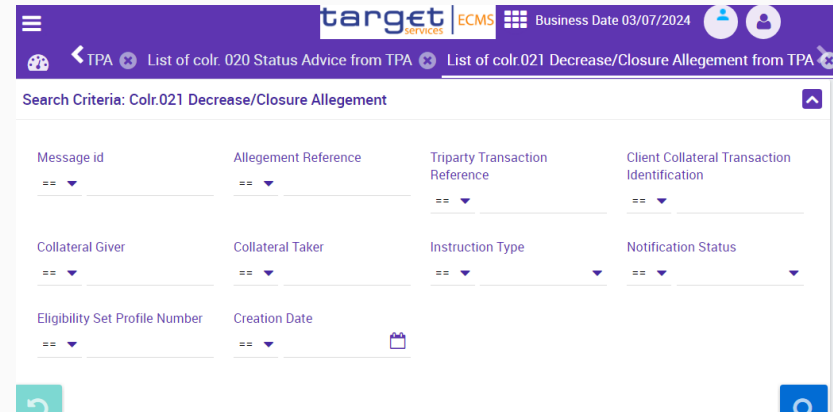 target services ECMS Business Date 03/07/2024
TPA List of colr. 020 Status Advice from TPA List of colr.021 Decrease/Closure Allegement from TPA
Search Criteria: Colr.021 Decrease/Closure Allegement
Message id Allegement Reference Triparty Transaction Client Collateral Transaction
Reference Identification
== ==
== ==
Collateral Giver Collateral Taker Instruction Type Notification Status
== == == ==
Eligibility Set Profile Number Creation Date
== ==